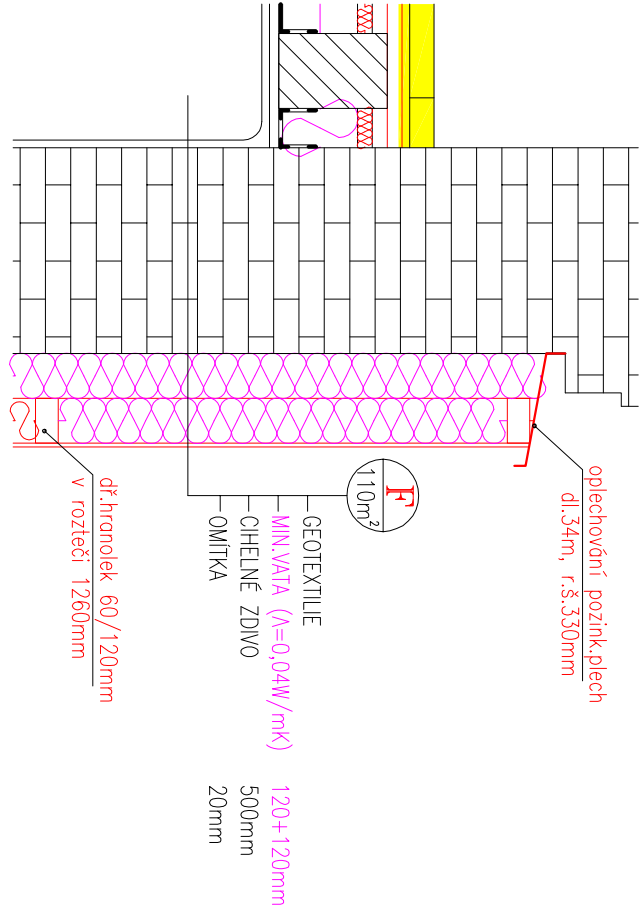 oplechování pozink.plech
dl.34m, r.š.330mm
F
110m²
GEOTEXTILIE
MIN.VATA (Λ=0,04W/mK) 120+120mm
CIHELNÉ ZDIVO 500mm
OMÍTKA 20mm
dř.hranolek 60/120mm
v rozteči 1260mm